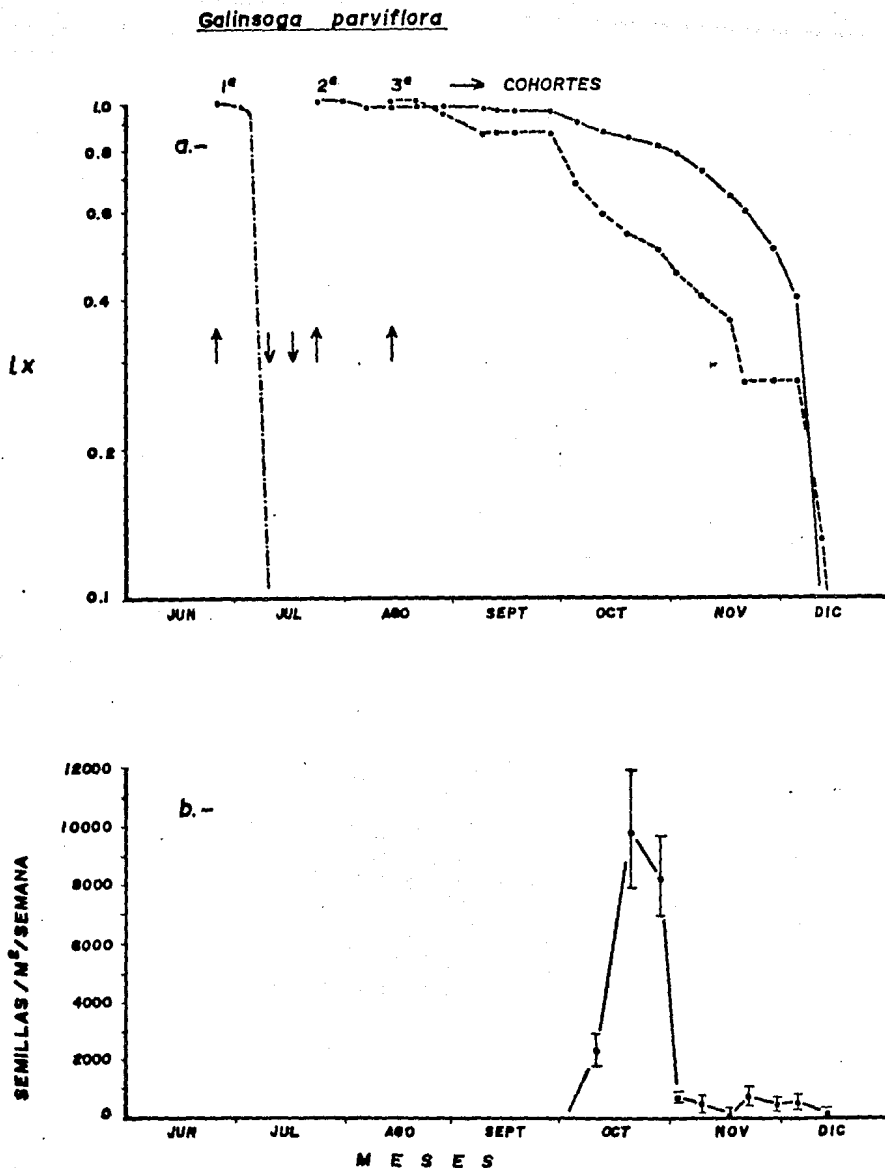 Galinsoga parviflora
1ª 2ª 3ª → COHORTES
a.-
1.0
0.8
0.6
0.4
0.2
0.1
lx
JUN JUL AGO SEPT OCT NOV DIC
b.-
12000
10000
8000
6000
4000
2000
0
SEMILLAS/M²/SEMANA
JUN JUL AGO SEPT OCT NOV DIC
MESES